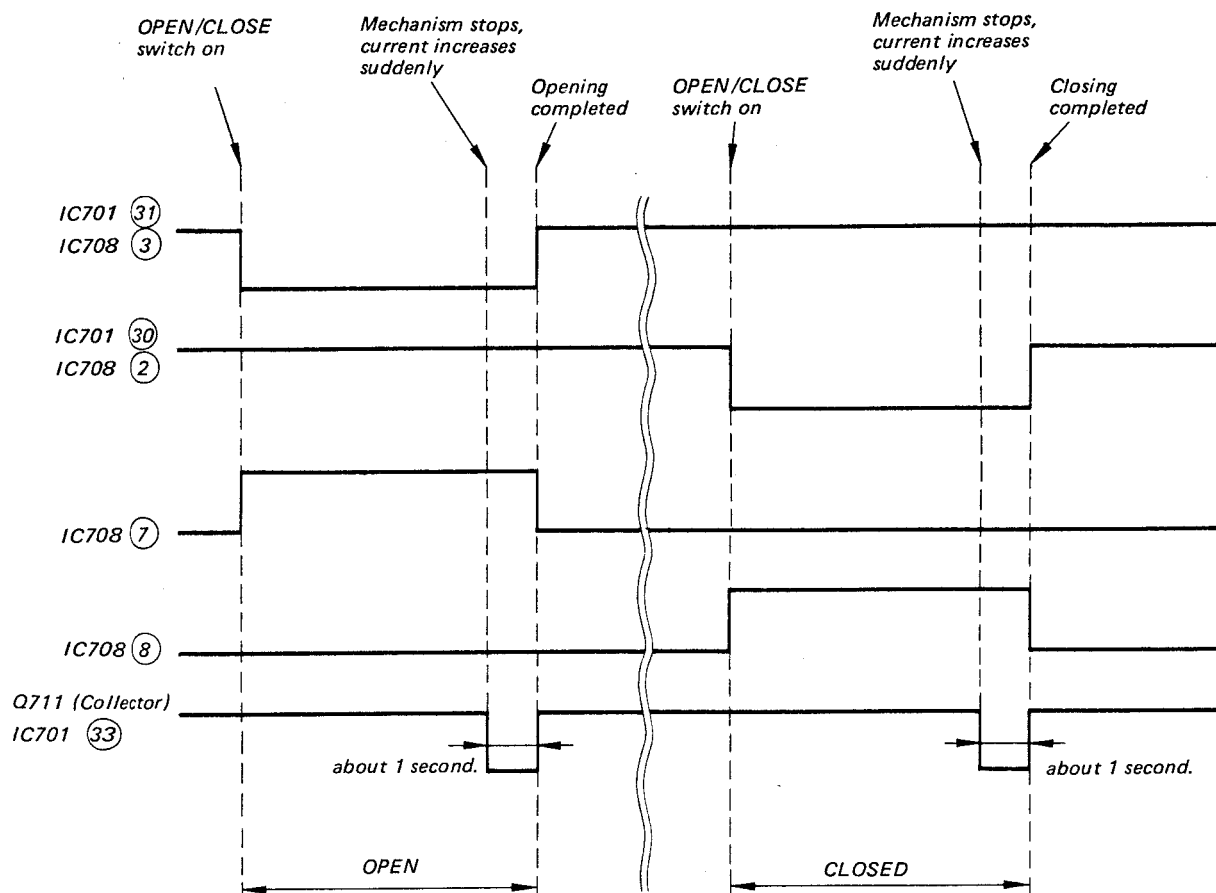 OPEN/CLOSE
switch on
Mechanism stops,
current increases
suddenly
Opening
completed
OPEN/CLOSE
switch on
Mechanism stops,
current increases
suddenly
Closing
completed
IC701 31
IC708 3
IC701 30
IC708 2
IC708 7
IC708 8
Q711 (Collector)
IC701 33
about 1 second.
about 1 second.
OPEN
CLOSED